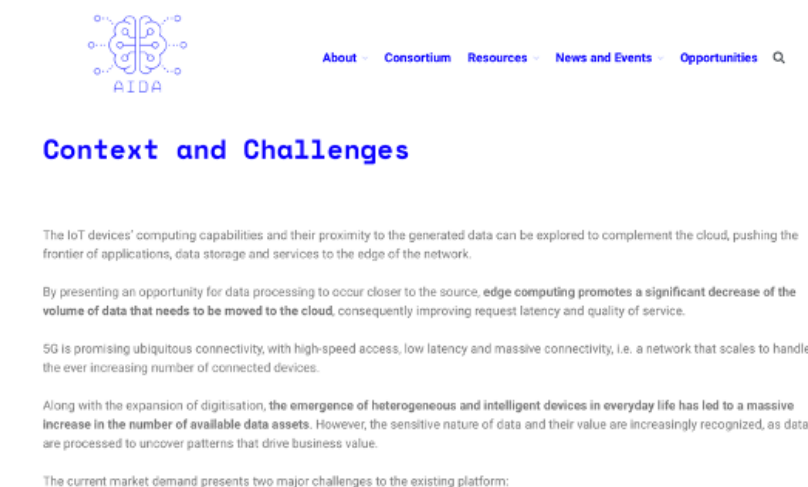 AIDA
About Consortium Resources News and Events Opportunities
Context and Challenges
The IoT devices' computing capabilities and their proximity to the generated data can be explored to complement the cloud, pushing the
frontier of applications, data storage and services to the edge of the network.
By presenting an opportunity for data processing to occur closer to the source, edge computing promotes a significant decrease of the
volume of data that needs to be moved to the cloud, consequently improving request latency and quality of service.
5G is promising ubiquitous connectivity, with high-speed access, low latency and massive connectivity, i.e. a network that scales to handle
the ever increasing number of connected devices.
Along with the expansion of digitisation, the emergence of heterogeneous and intelligent devices in everyday life has led to a massive
increase in the number of available data assets. However, the sensitive nature of data and their value are increasingly recognized, as data
are processed to uncover patterns that drive business value.
The current market demand presents two major challenges to the existing platform: